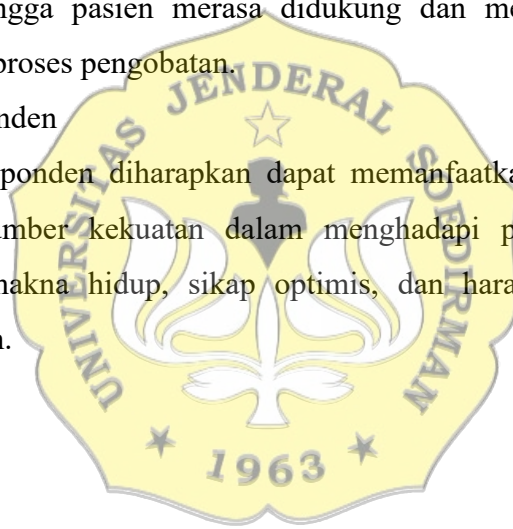 ngga pasien merasa didukung dan me
proses pengobatan.
nden
ponden diharapkan dapat memanfaatka
umber kekuatan dalam menghadapi p
makna hidup, sikap optimis, dan hara
n.
UNIVERSITAS JENDERAL SOEDIRMAN
1963